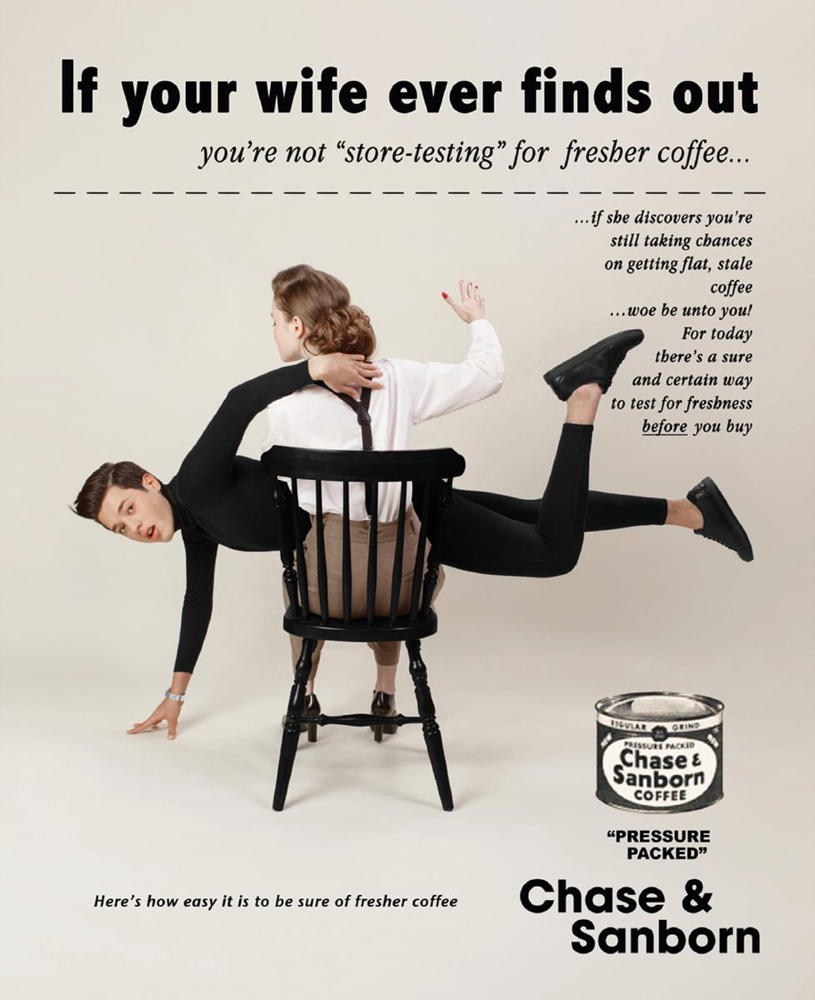 If your wife ever finds out
you're not “store-testing” for fresher coffee...
...if she discovers you're
still taking chances
on getting flat, stale
coffee
...woe be unto you!
For today
there's a sure
and certain way
to test for freshness
before you buy
REGULAR GRIND
PRESSURE PACKED
Chase &
Sanborn
COFFEE
“PRESSURE
PACKED”
Here's how easy it is to be sure of fresher coffee
Chase &
Sanborn